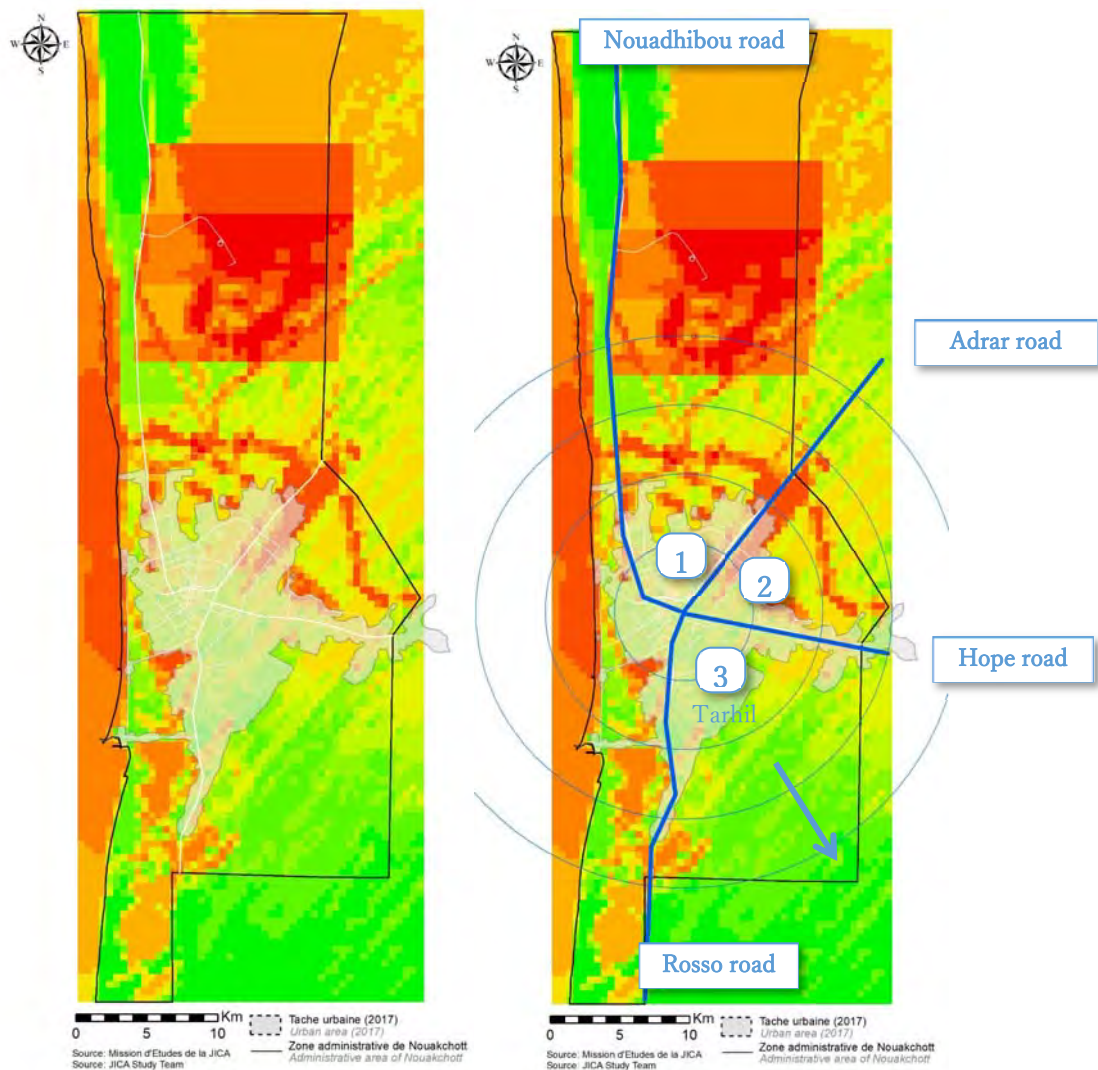 N
W E
S
Km
0 5 10
Tache urbaine (2017)
Urban area (2017)
Zone administrative de Nouakchott
Administrative area of Nouakchott
Source: Mission d'Etudes de la JICA
Source: JICA Study Team
Nouadhibou road
N
W E
S
Adrar road
1
2
Hope road
3
Tarhil
Rosso road
Km
0 5 10
Tache urbaine (2017)
Urban area (2017)
Zone administrative de Nouakchott
Administrative area of Nouakchott
Source: Mission d'Etudes de la JICA
Source: JICA Study Team